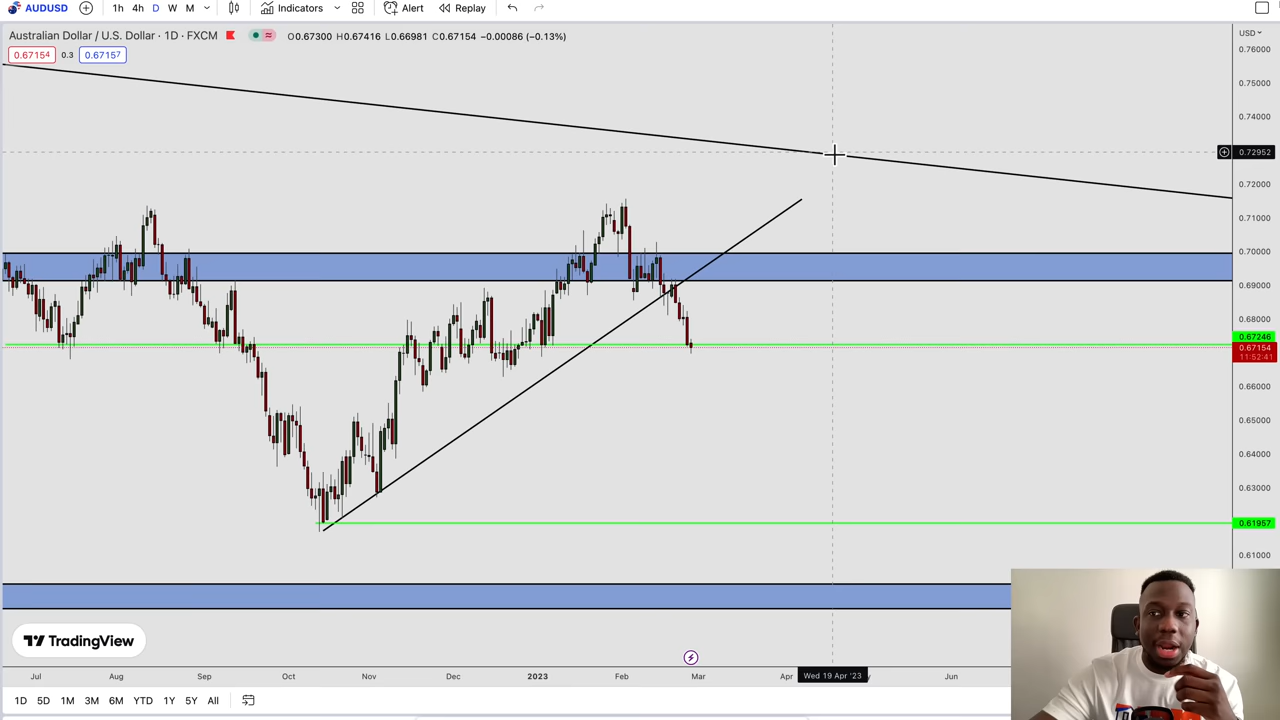 AUDUSD 1h 4h D W M Indicators Alert Replay
Australian Dollar / U.S. Dollar · 1D · FXCM O0.67300 H0.67416 L0.66981 C0.67154 −0.00086 (−0.13%)
0.67154 0.3 0.67157
USD
0.76000
0.75000
0.74000
0.72952
0.72000
0.71000
0.70000
0.69000
0.68000
0.67246
0.67154
11:52:41
0.66000
0.65000
0.64000
0.63000
0.61957
0.61000
TradingView
Jul Aug Sep Oct Nov Dec 2023 Feb Mar Apr Wed 19 Apr '23 Jun
1D 5D 1M 3M 6M YTD 1Y 5Y All